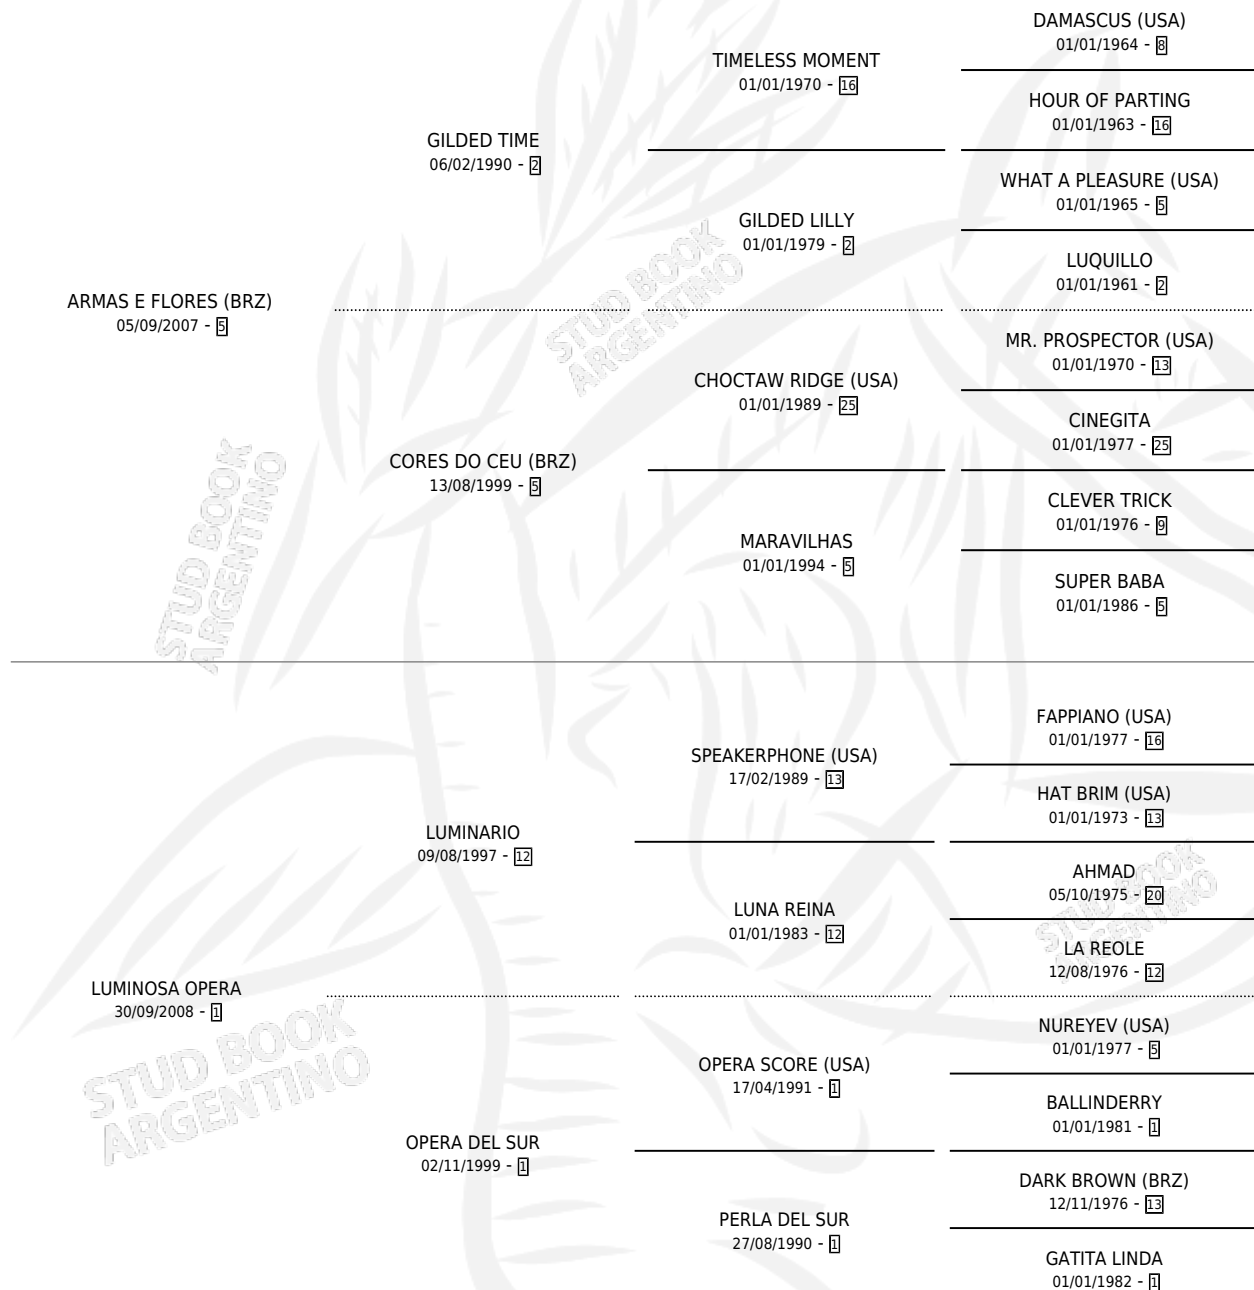 DAMASCUS (USA)
01/01/1964 - 8
TIMELESS MOMENT
01/01/1970 - 16
HOUR OF PARTING
01/01/1963 - 16
GILDED TIME
06/02/1990 - 2
WHAT A PLEASURE (USA)
01/01/1965 - 5
GILDED LILLY
01/01/1979 - 2
LUQUILLO
01/01/1961 - 2
ARMAS E FLORES (BRZ)
05/09/2007 - 5
STUD BOOK
ARGENTINO
MR. PROSPECTOR (USA)
01/01/1970 - 13
CHOCTAW RIDGE (USA)
01/01/1989 - 25
CINEGITA
01/01/1977 - 25
CORES DO CEU (BRZ)
13/08/1999 - 5
CLEVER TRICK
01/01/1976 - 9
MARAVILHAS
01/01/1994 - 5
SUPER BABA
01/01/1986 - 5
STUD BOOK
ARGENTINO
FAPPIANO (USA)
01/01/1977 - 16
SPEAKERPHONE (USA)
17/02/1989 - 13
HAT BRIM (USA)
01/01/1973 - 13
LUMINARIO
09/08/1997 - 12
AHMAD
05/10/1975 - 20
STUD BOOK
ARGENTINO
LUNA REINA
01/01/1983 - 12
LA REOLE
12/08/1976 - 12
LUMINOSA OPERA
30/09/2008 - 1
NUREYEV (USA)
01/01/1977 - 5
OPERA SCORE (USA)
17/04/1991 - 1
BALLINDERRY
01/01/1981 - 1
STUD BOOK
ARGENTINO
OPERA DEL SUR
02/11/1999 - 1
DARK BROWN (BRZ)
12/11/1976 - 13
PERLA DEL SUR
27/08/1990 - 1
GATITA LINDA
01/01/1982 - 1